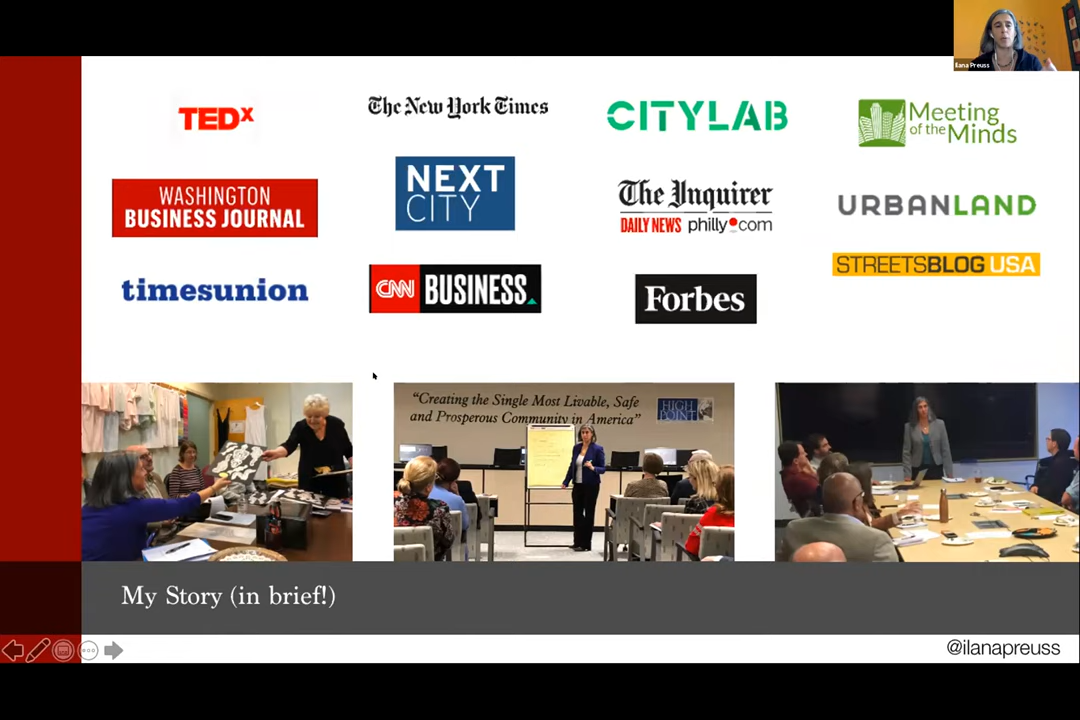 Ilana Preuss
TEDx
The New York Times
CITYLAB
Meeting
of the Minds
WASHINGTON
BUSINESS JOURNAL
NEXT
CITY
The Inquirer
DAILY NEWS philly.com
URBANLAND
STREETSBLOG USA
timesunion
CNN BUSINESS
Forbes
“Creating the Single Most Livable, Safe
and Prosperous Community in America”
HIGH
POINT
My Story (in brief!)
@ilanapreuss